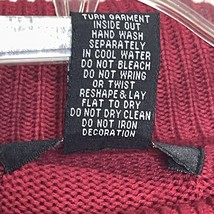 TURN GARMENT
INSIDE OUT
HAND WASH
SEPARATELY
IN COOL WATER
DO NOT BLEACH
DO NOT WRING
OR TWIST
RESHAPE & LAY
FLAT TO DRY
DO NOT DRY CLEAN
DO NOT IRON
DECORATION